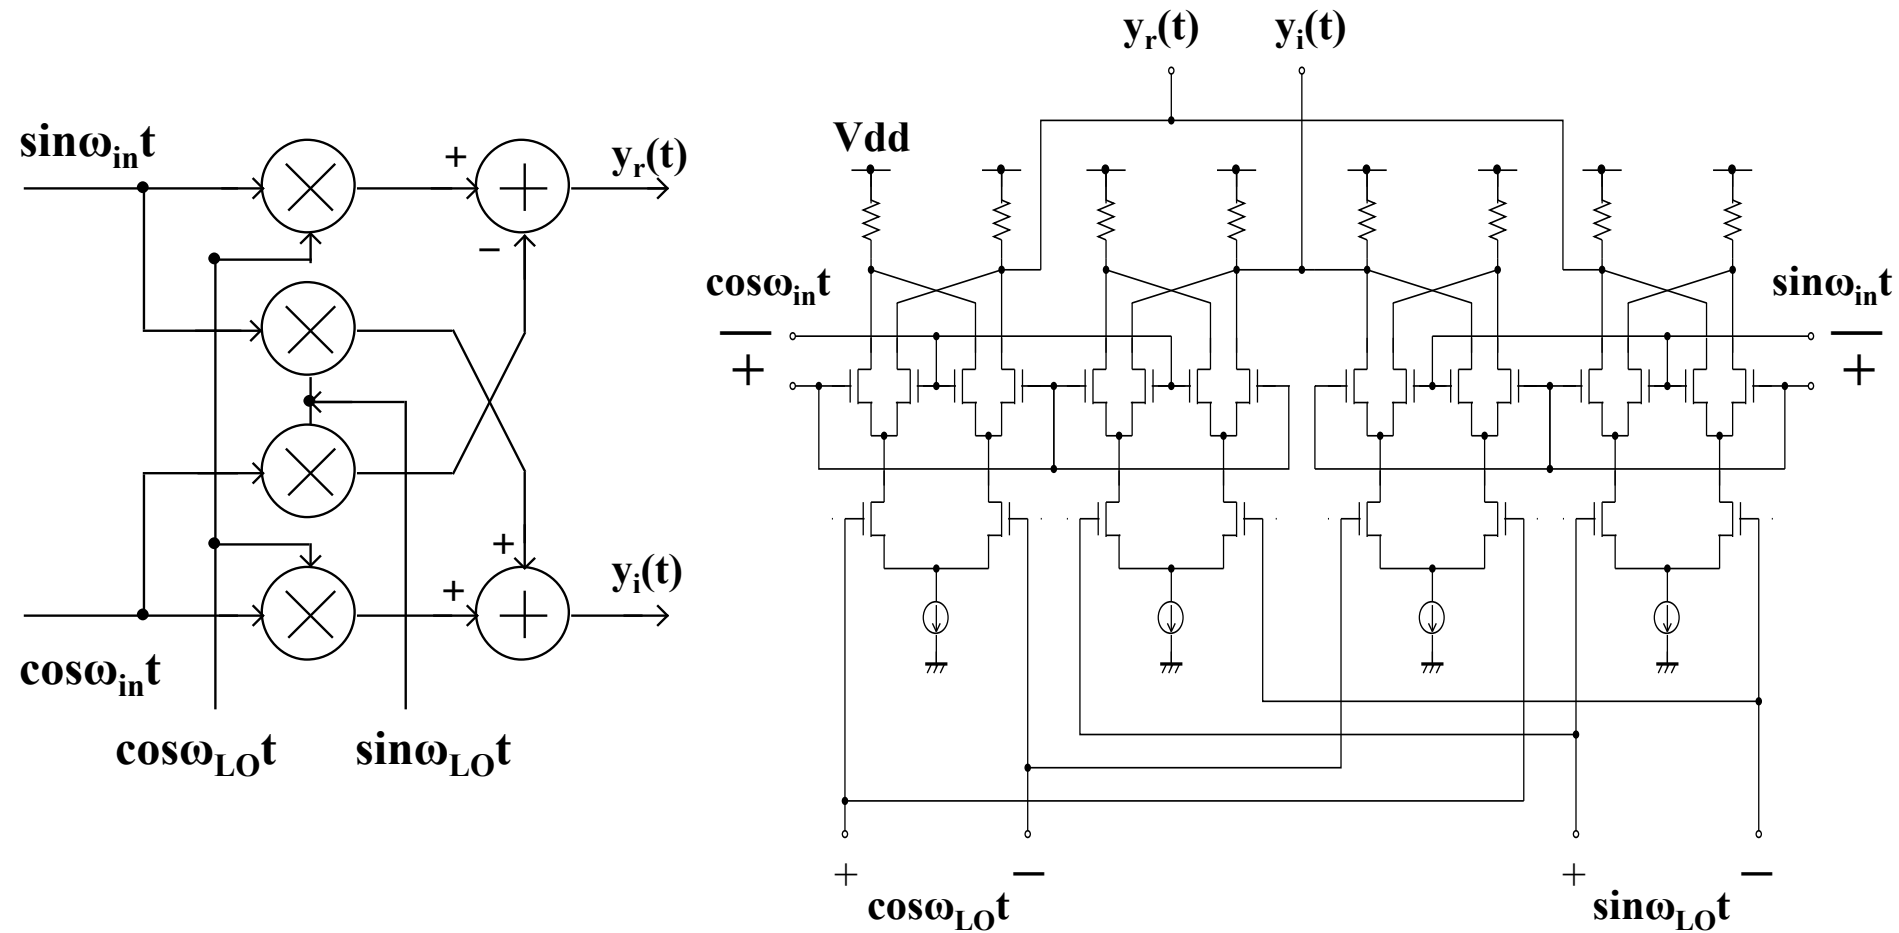 sinω_in t
+
y_r(t)
−
+
+
y_i(t)
cosω_in t
cosω_LO t
sinω_LO t
y_r(t)
y_i(t)
Vdd
cosω_in t
−
+
sinω_in t
−
+
+
−
cosω_LO t
+
−
sinω_LO t